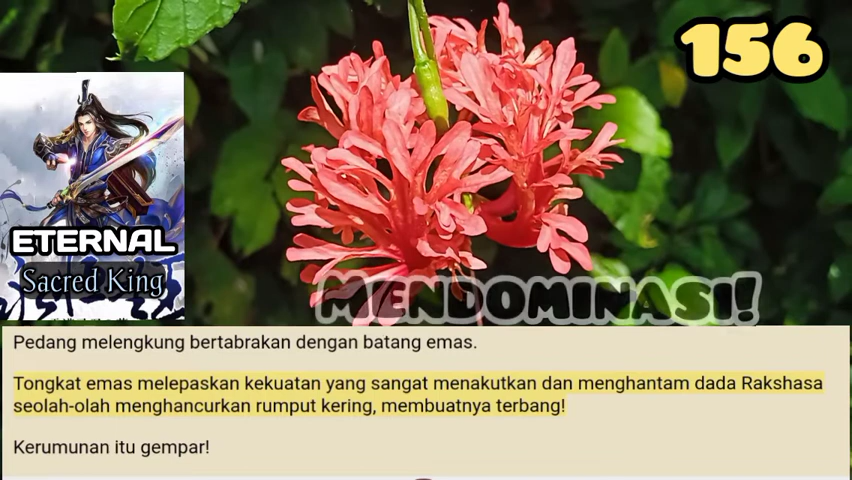 156
ETERNAL
Sacred King
MENDOMINASI!
Pedang melengkung bertabrakan dengan batang emas.
Tongkat emas melepaskan kekuatan yang sangat menakutkan dan menghantam dada Rakshasa
seolah-olah menghancurkan rumput kering, membuatnya terbang!
Kerumunan itu gempar!